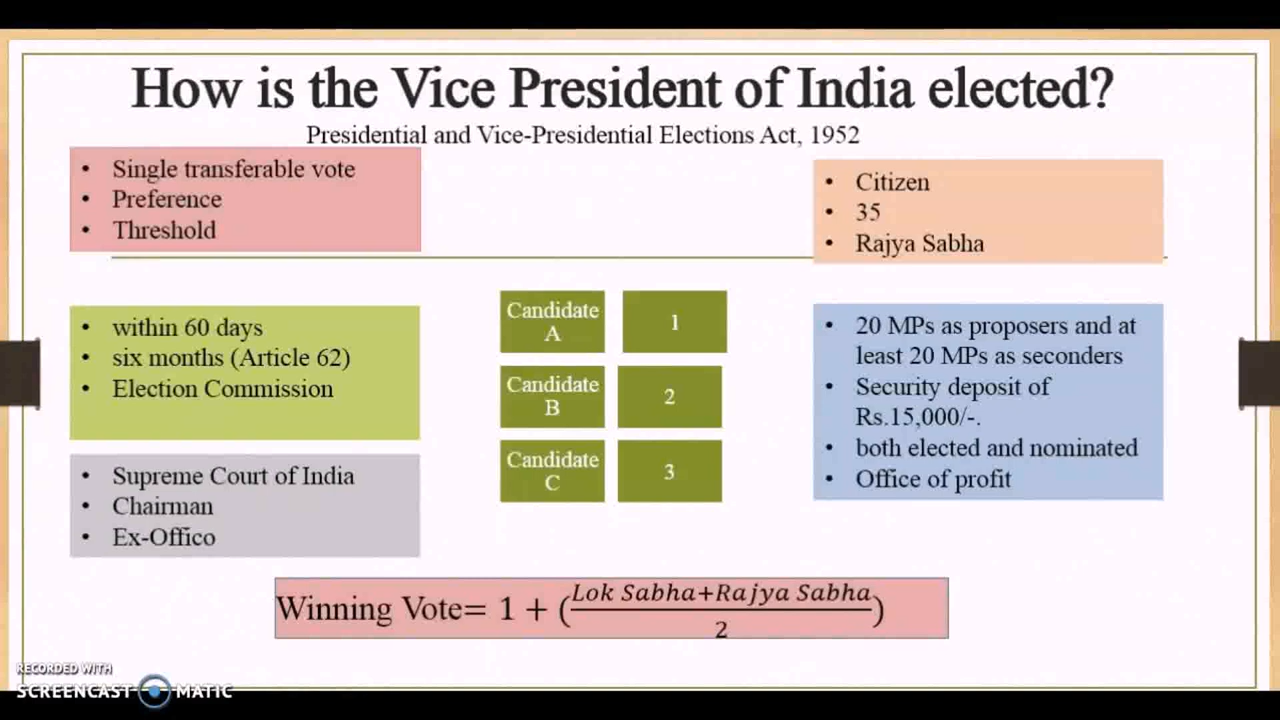 How is the Vice President of India elected?
Presidential and Vice-Presidential Elections Act, 1952
• Single transferable vote
• Preference
• Threshold
• Citizen
• 35
• Rajya Sabha
• within 60 days
• six months (Article 62)
• Election Commission
Candidate
A
1
Candidate
B
2
Candidate
C
3
• 20 MPs as proposers and at
least 20 MPs as seconders
• Security deposit of
Rs.15,000/-.
• both elected and nominated
• Office of profit
• Supreme Court of India
• Chairman
• Ex-Offico
Winning Vote= 1 + (Lok Sabha+Rajya Sabha / 2)
RECORDED WITH
SCREENCAST MATIC